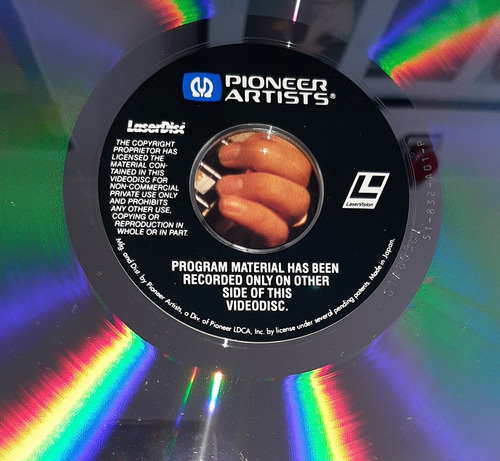 PIONEER
ARTISTS®
LaserDisc
THE COPYRIGHT
PROPRIETOR HAS
LICENSED THE
MATERIAL CON-
TAINED IN THIS
VIDEODISC FOR
NON-COMMERCIAL
PRIVATE USE ONLY
AND PROHIBITS
ANY OTHER USE,
COPYING OR
REPRODUCTION IN
WHOLE OR IN PART.
LaserVision
PROGRAM MATERIAL HAS BEEN
RECORDED ONLY ON OTHER
SIDE OF THIS
VIDEODISC.
Mfg. and Dist. by Pioneer Artists, a Div. of Pioneer LDCA, Inc. by license under several pending patents. Made in Japan.